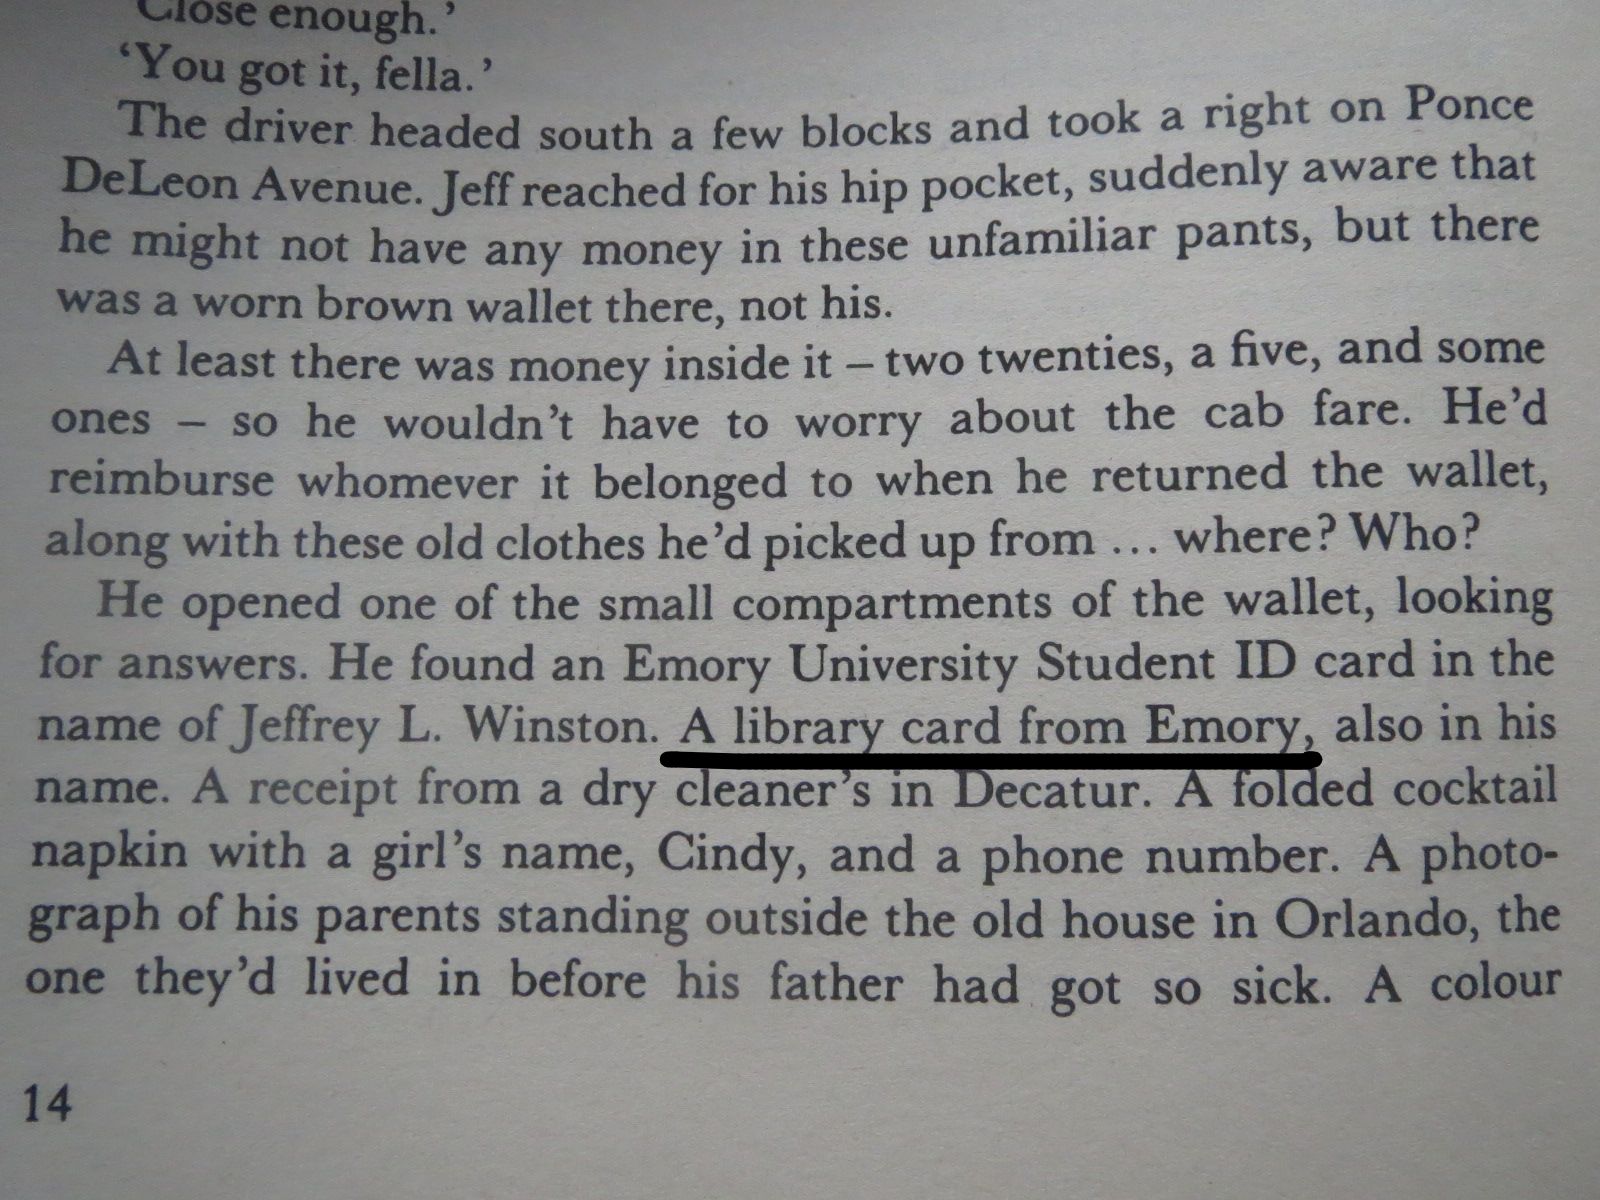 Close enough.’
‘You got it, fella.’
The driver headed south a few blocks and took a right on Ponce
DeLeon Avenue. Jeff reached for his hip pocket, suddenly aware that
he might not have any money in these unfamiliar pants, but there
was a worn brown wallet there, not his.
At least there was money inside it – two twenties, a five, and some
ones – so he wouldn’t have to worry about the cab fare. He’d
reimburse whomever it belonged to when he returned the wallet,
along with these old clothes he’d picked up from ... where? Who?
He opened one of the small compartments of the wallet, looking
for answers. He found an Emory University Student ID card in the
name of Jeffrey L. Winston. A library card from Emory, also in his
name. A receipt from a dry cleaner’s in Decatur. A folded cocktail
napkin with a girl’s name, Cindy, and a phone number. A photo-
graph of his parents standing outside the old house in Orlando, the
one they’d lived in before his father had got so sick. A colour
14